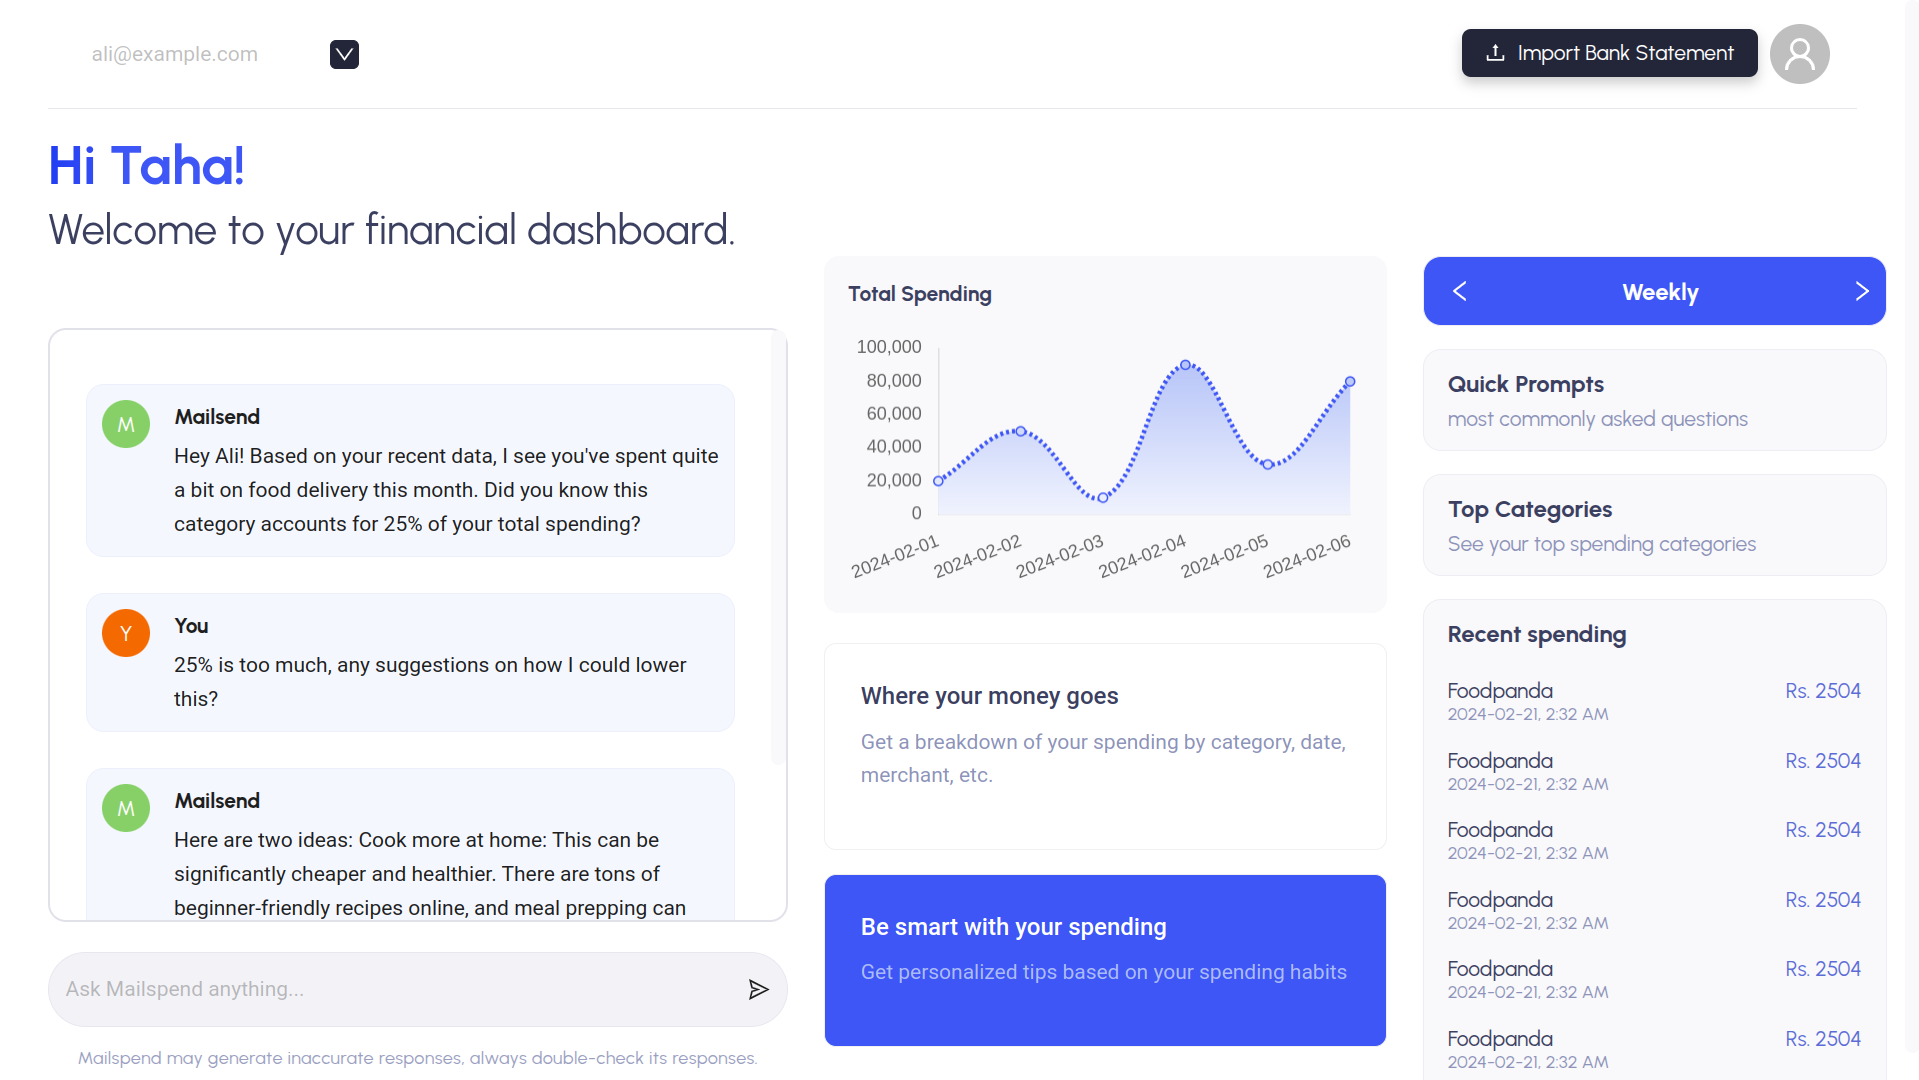 ali@example.com
Import Bank Statement
Hi Taha!
Welcome to your financial dashboard.
M
Mailsend
Hey Ali! Based on your recent data, I see you've spent quite
a bit on food delivery this month. Did you know this
category accounts for 25% of your total spending?
Y
You
25% is too much, any suggestions on how I could lower
this?
M
Mailsend
Here are two ideas: Cook more at home: This can be
significantly cheaper and healthier. There are tons of
beginner-friendly recipes online, and meal prepping can
Ask Mailspend anything...
Mailspend may generate inaccurate responses, always double-check its responses.
Total Spending
100,000
80,000
60,000
40,000
20,000
0
2024-02-01
2024-02-02
2024-02-03
2024-02-04
2024-02-05
2024-02-06
Where your money goes
Get a breakdown of your spending by category, date,
merchant, etc.
Be smart with your spending
Get personalized tips based on your spending habits
Weekly
Quick Prompts
most commonly asked questions
Top Categories
See your top spending categories
Recent spending
Foodpanda Rs. 2504
2024-02-21, 2:32 AM
Foodpanda Rs. 2504
2024-02-21, 2:32 AM
Foodpanda Rs. 2504
2024-02-21, 2:32 AM
Foodpanda Rs. 2504
2024-02-21, 2:32 AM
Foodpanda Rs. 2504
2024-02-21, 2:32 AM
Foodpanda Rs. 2504
2024-02-21, 2:32 AM